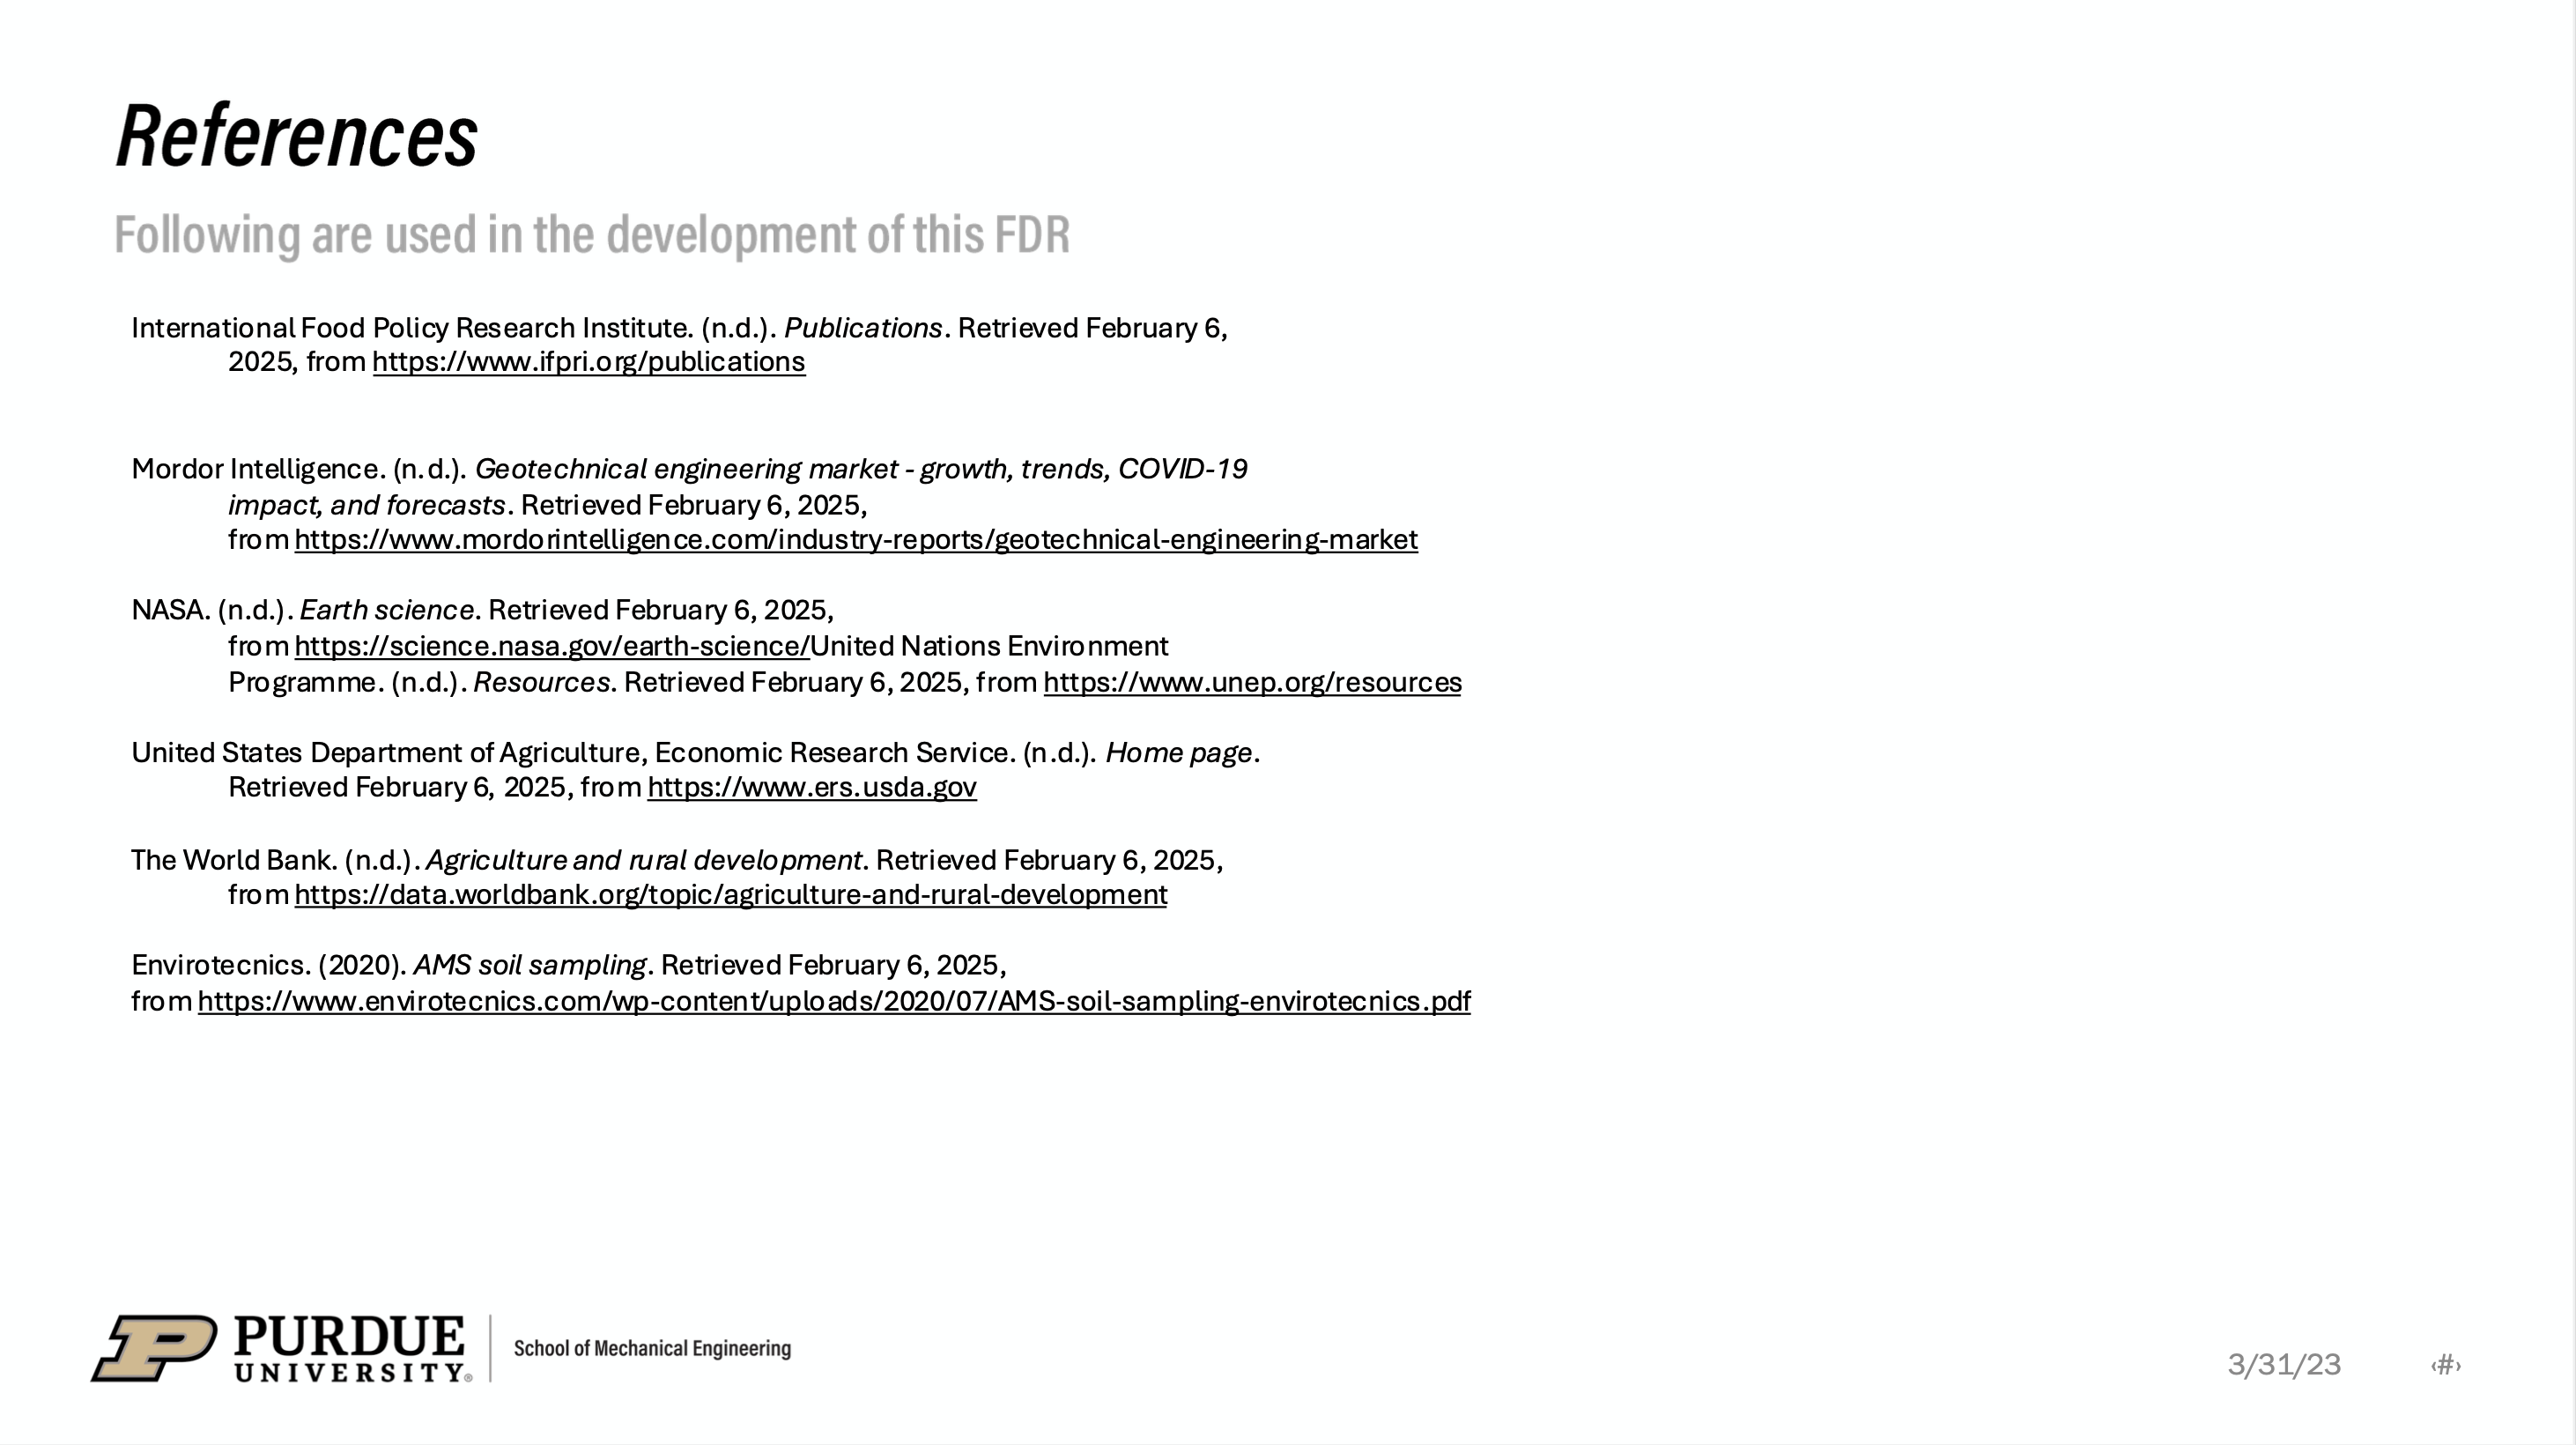 References
Following are used in the development of this FDR
International Food Policy Research Institute. (n.d.). Publications. Retrieved February 6,
2025, from https://www.ifpri.org/publications
Mordor Intelligence. (n.d.). Geotechnical engineering market - growth, trends, COVID-19
impact, and forecasts. Retrieved February 6, 2025,
from https://www.mordorintelligence.com/industry-reports/geotechnical-engineering-market
NASA. (n.d.). Earth science. Retrieved February 6, 2025,
from https://science.nasa.gov/earth-science/United Nations Environment
Programme. (n.d.). Resources. Retrieved February 6, 2025, from https://www.unep.org/resources
United States Department of Agriculture, Economic Research Service. (n.d.). Home page.
Retrieved February 6, 2025, from https://www.ers.usda.gov
The World Bank. (n.d.). Agriculture and rural development. Retrieved February 6, 2025,
from https://data.worldbank.org/topic/agriculture-and-rural-development
Envirotecnics. (2020). AMS soil sampling. Retrieved February 6, 2025,
from https://www.envirotecnics.com/wp-content/uploads/2020/07/AMS-soil-sampling-envirotecnics.pdf
P PURDUE
UNIVERSITY®
School of Mechanical Engineering
3/31/23 ‹#›